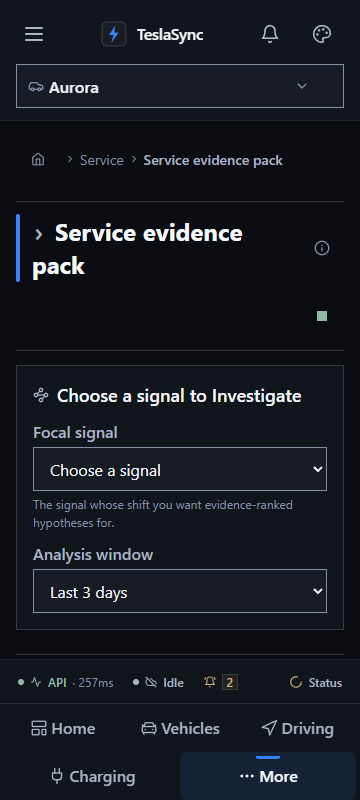 TeslaSync
Aurora
Service
Service evidence pack
Service evidence
pack
Choose a signal to Investigate
Focal signal
Choose a signal
The signal whose shift you want evidence-ranked
hypotheses for.
Analysis window
Last 3 days
API · 257ms
Idle
2
Status
Home
Vehicles
Driving
Charging
More